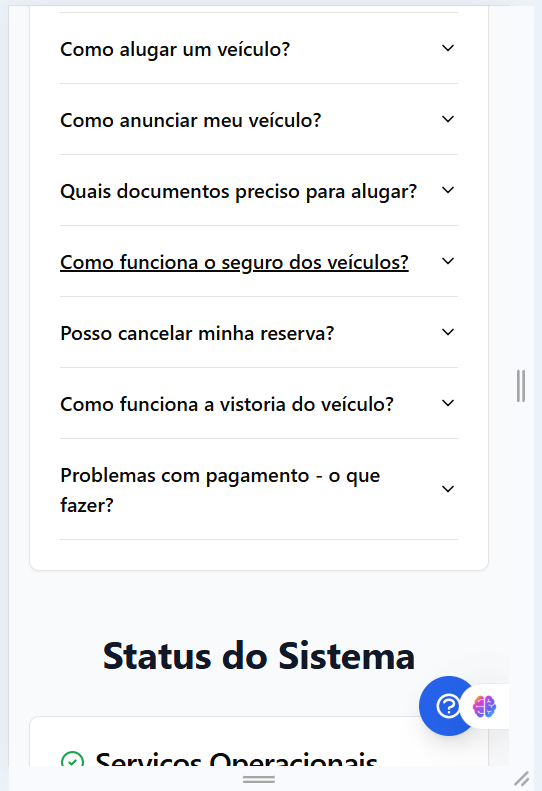 Como alugar um veículo?
Como anunciar meu veículo?
Quais documentos preciso para alugar?
Como funciona o seguro dos veículos?
Posso cancelar minha reserva?
Como funciona a vistoria do veículo?
Problemas com pagamento - o que
fazer?
Status do Sistema
Serviços Operacionais